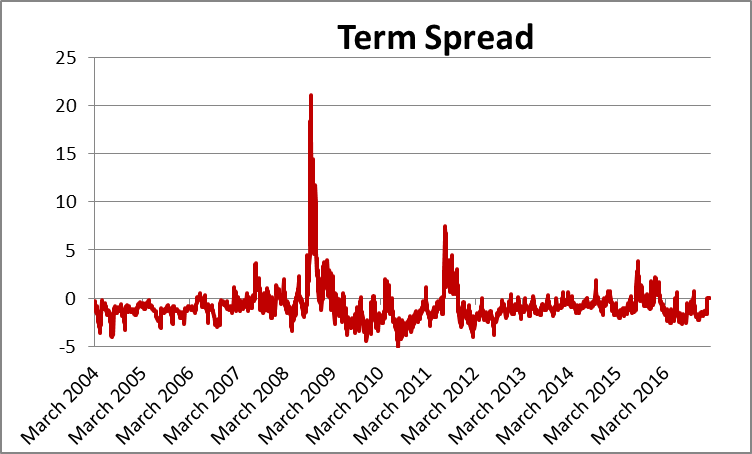 Term Spread
25
20
15
10
5
0
-5
March 2004
March 2005
March 2006
March 2007
March 2008
March 2009
March 2010
March 2011
March 2012
March 2013
March 2014
March 2015
March 2016